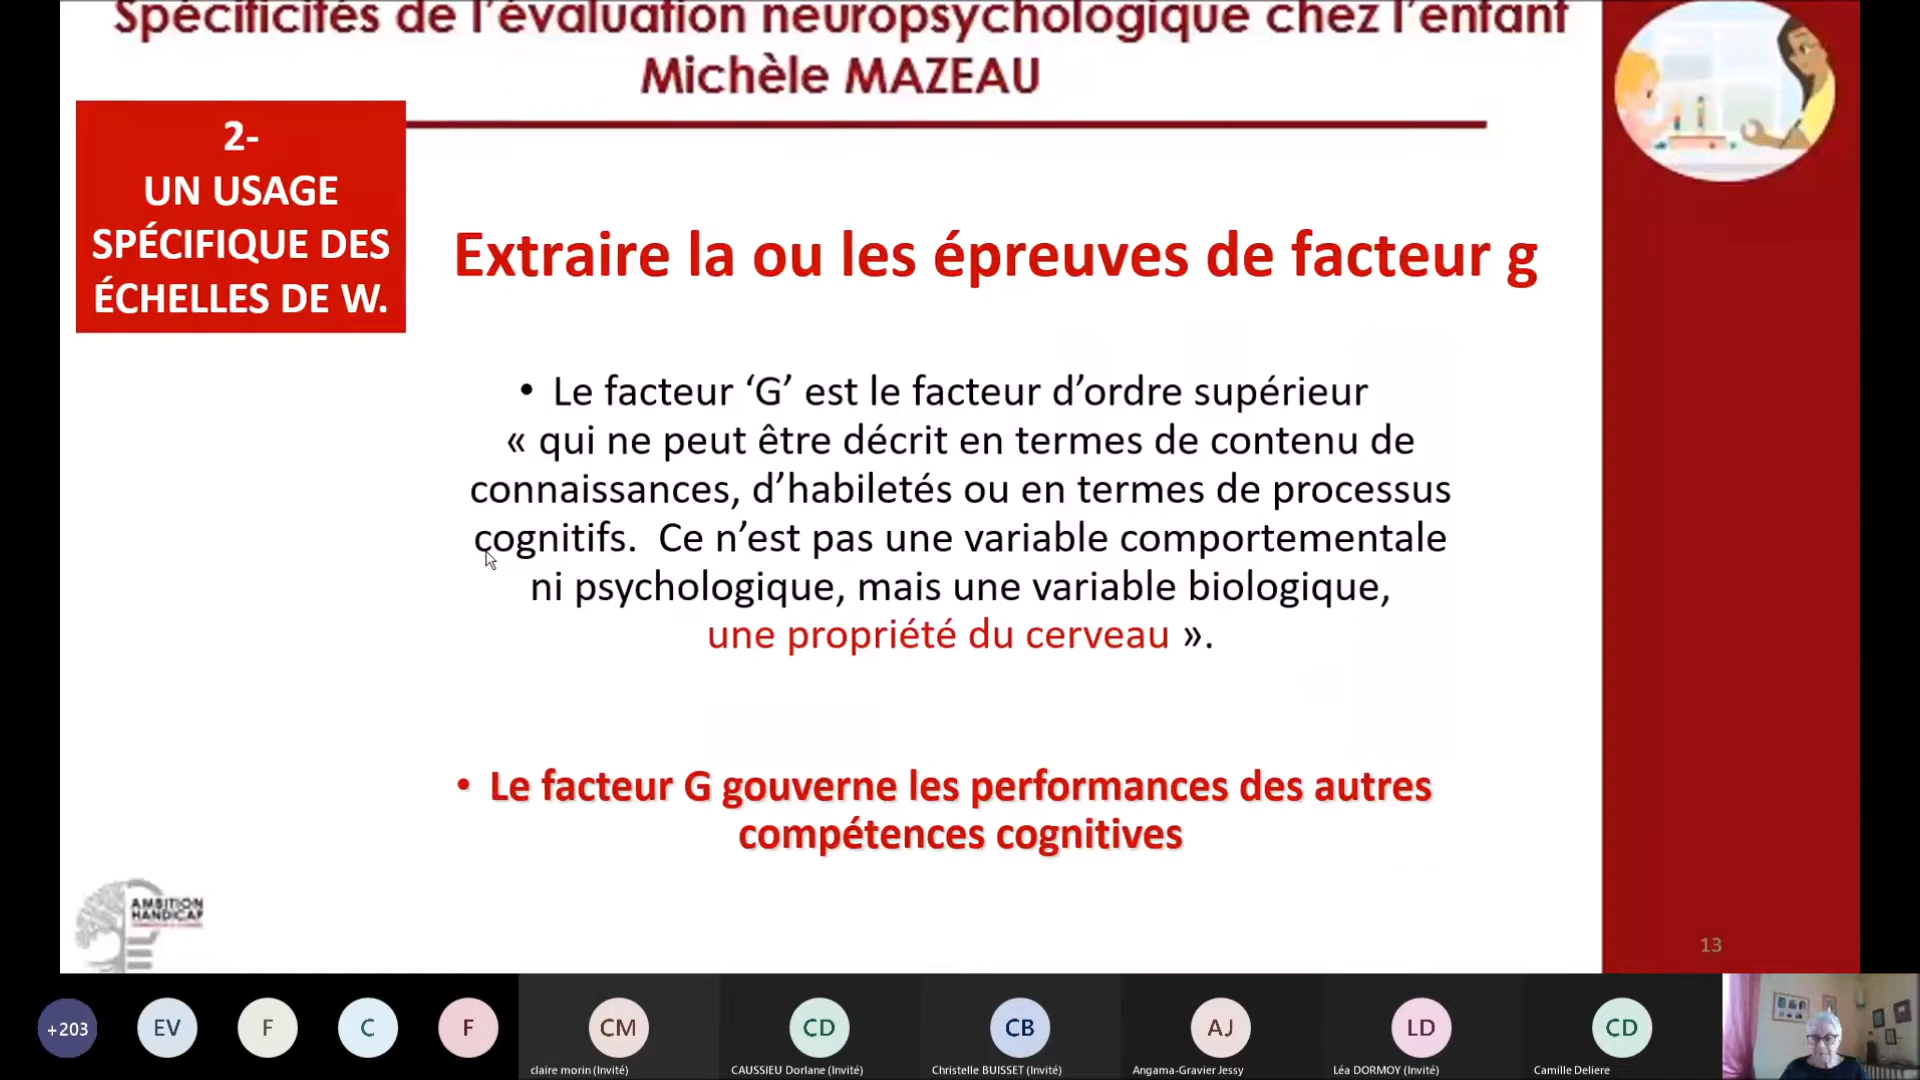 Spécificités de l'évaluation neuropsychologique chez l'enfant
Michèle MAZEAU
2-
UN USAGE
SPÉCIFIQUE DES
ÉCHELLES DE W.
Extraire la ou les épreuves de facteur g
• Le facteur ‘G’ est le facteur d’ordre supérieur
« qui ne peut être décrit en termes de contenu de
connaissances, d’habiletés ou en termes de processus
cognitifs. Ce n’est pas une variable comportementale
ni psychologique, mais une variable biologique,
une propriété du cerveau ».
• Le facteur G gouverne les performances des autres
compétences cognitives
AMBITION
HANDICAP
13
+203
EV
F
C
F
CM
CD
CB
AJ
LD
CD
claire morin (Invité)
CAUSSIEU Dorlane (Invité)
Christelle BUISSET (Invité)
Angama-Gravier Jessy
Léa DORMOY (Invité)
Camille Deliere